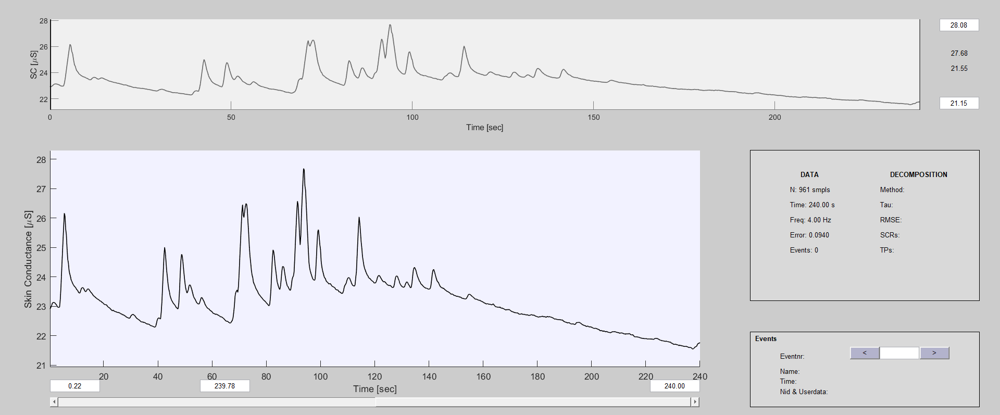 28
26
24
22
SC [μS]
0
50
100
150
200
Time [sec]
28.08
27.68
21.55
21.15
28
27
26
25
24
23
22
21
Skin Conductance [μS]
20
40
60
80
100
120
140
160
180
200
220
240
0.22
239.78
240.00
Time [sec]
DATA
N: 961 smpls
Time: 240.00 s
Freq: 4.00 Hz
Error: 0.0940
Events: 0
DECOMPOSITION
Method:
Tau:
RMSE:
SCRs:
TPs:
Events
Eventnr:
<
>
Name:
Time:
Nid & Userdata: